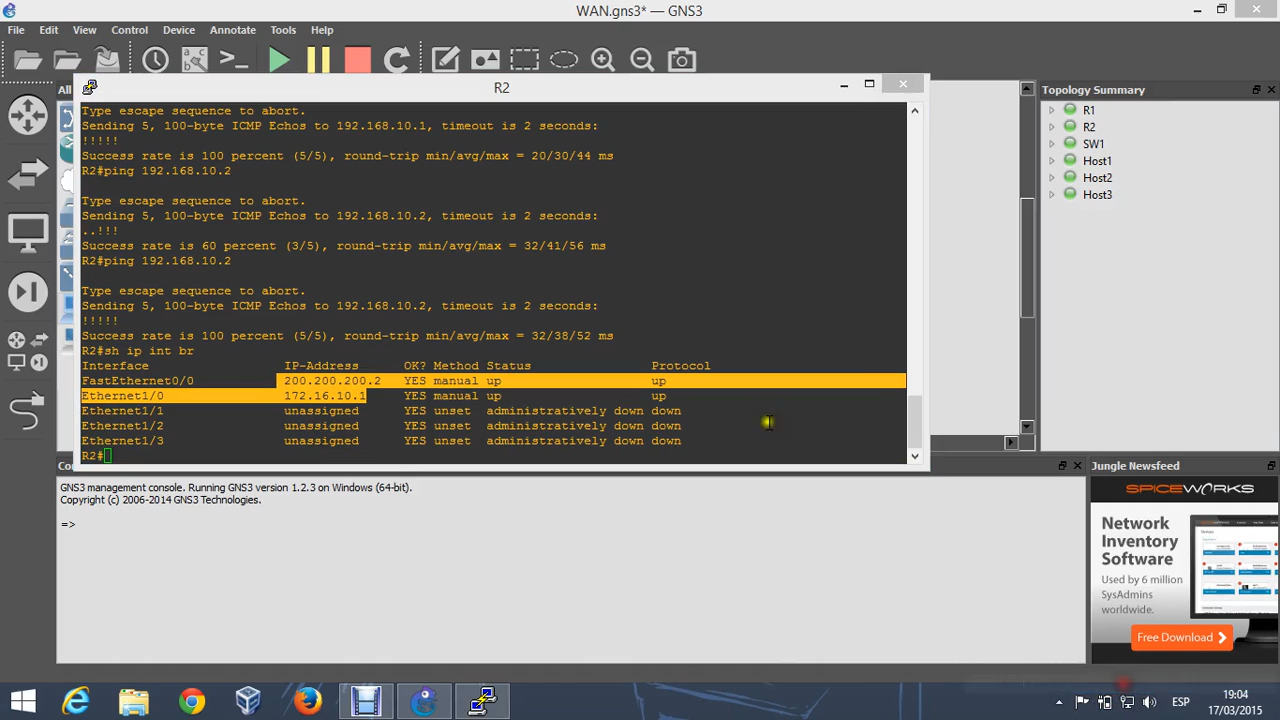 WAN.gns3* — GNS3
File Edit View Control Device Annotate Tools Help
R2
Type escape sequence to abort.
Sending 5, 100-byte ICMP Echos to 192.168.10.1, timeout is 2 seconds:
!!!!!
Success rate is 100 percent (5/5), round-trip min/avg/max = 20/30/44 ms
R2#ping 192.168.10.2
Type escape sequence to abort.
Sending 5, 100-byte ICMP Echos to 192.168.10.2, timeout is 2 seconds:
..!!!
Success rate is 60 percent (3/5), round-trip min/avg/max = 32/41/56 ms
R2#ping 192.168.10.2
Type escape sequence to abort.
Sending 5, 100-byte ICMP Echos to 192.168.10.2, timeout is 2 seconds:
!!!!!
Success rate is 100 percent (5/5), round-trip min/avg/max = 32/38/52 ms
R2#sh ip int br
Interface IP-Address OK? Method Status Protocol
FastEthernet0/0 200.200.200.2 YES manual up up
Ethernet1/0 172.16.10.1 YES manual up up
Ethernet1/1 unassigned YES unset administratively down down
Ethernet1/2 unassigned YES unset administratively down down
Ethernet1/3 unassigned YES unset administratively down down
R2#
Topology Summary
R1
R2
SW1
Host1
Host2
Host3
GNS3 management console. Running GNS3 version 1.2.3 on Windows (64-bit).
Copyright (c) 2006-2014 GNS3 Technologies.
=>
Jungle Newsfeed
SPICEWORKS
Network
Inventory
Software
Used by 6 million
SysAdmins
worldwide.
Free Download
ESP
19:04
17/03/2015